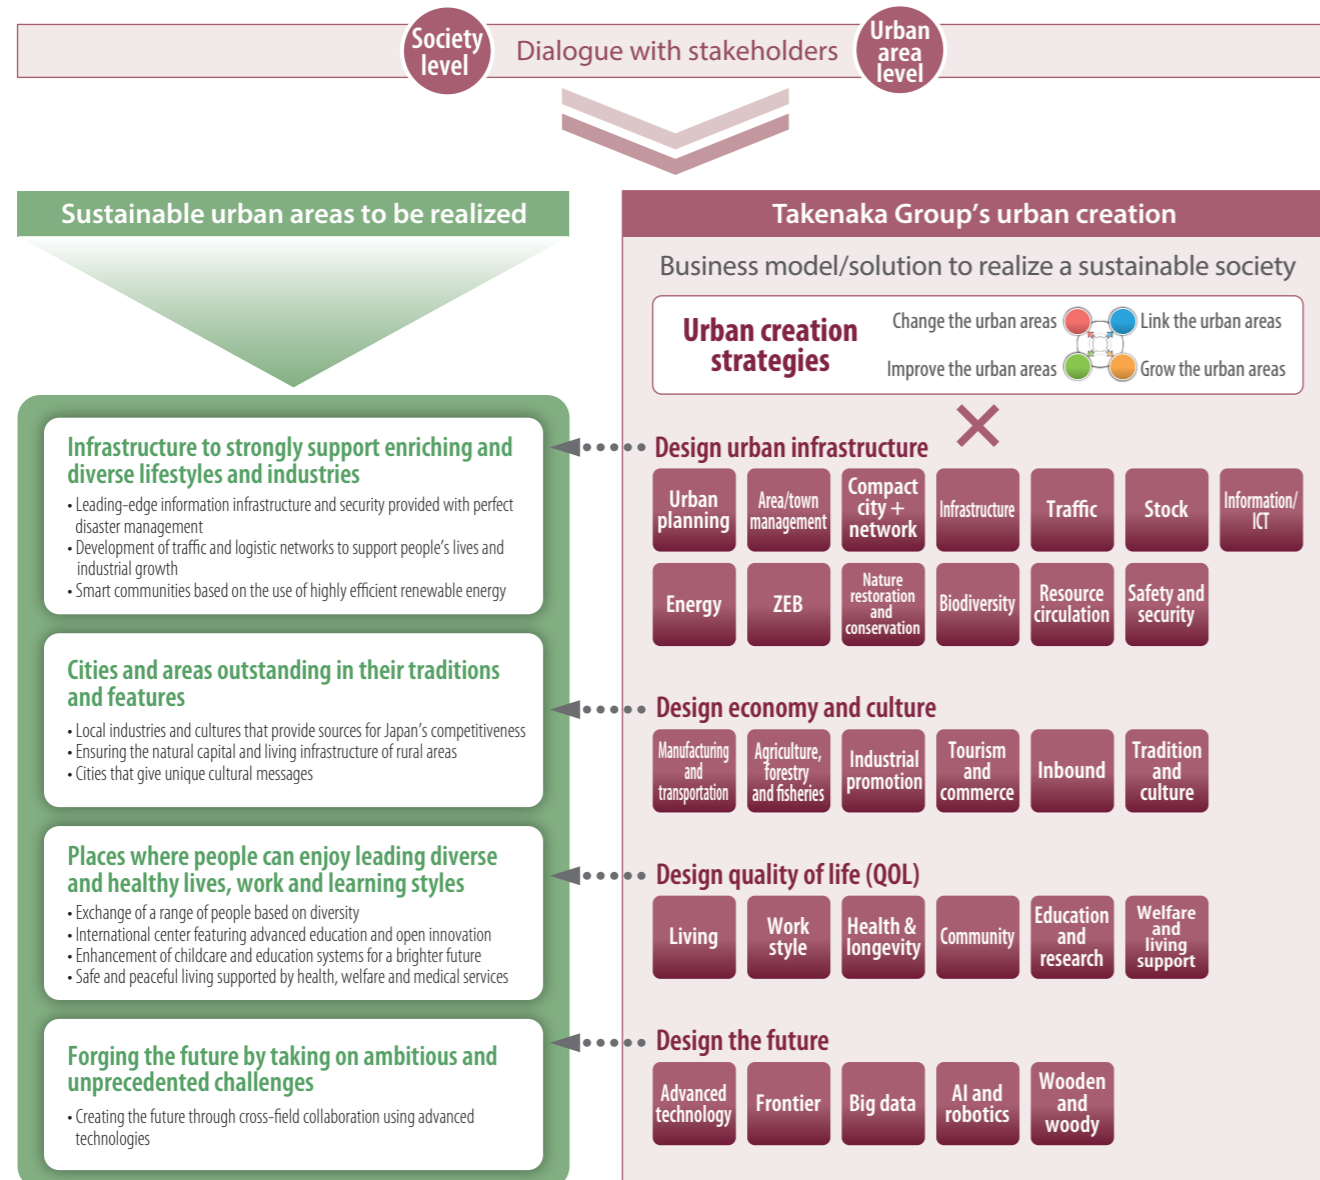 Society
level
Dialogue with stakeholders
Urban
area
level
Sustainable urban areas to be realized
Infrastructure to strongly support enriching and
diverse lifestyles and industries
• Leading-edge information infrastructure and security provided with perfect
disaster management
• Development of traffic and logistic networks to support people's lives and
industrial growth
• Smart communities based on the use of highly efficient renewable energy
Cities and areas outstanding in their traditions
and features
• Local industries and cultures that provide sources for Japan's competitiveness
• Ensuring the natural capital and living infrastructure of rural areas
• Cities that give unique cultural messages
Places where people can enjoy leading diverse
and healthy lives, work and learning styles
• Exchange of a range of people based on diversity
• International center featuring advanced education and open innovation
• Enhancement of childcare and education systems for a brighter future
• Safe and peaceful living supported by health, welfare and medical services
Forging the future by taking on ambitious and
unprecedented challenges
• Creating the future through cross-field collaboration using advanced
technologies
Takenaka Group's urban creation
Business model/solution to realize a sustainable society
Urban creation
strategies
Change the urban areas
Link the urban areas
Improve the urban areas
Grow the urban areas
Design urban infrastructure
Urban
planning
Area/town
management
Compact
city +
network
Infrastructure
Traffic
Stock
Information/
ICT
Energy
ZEB
Nature
restoration
and
conservation
Biodiversity
Resource
circulation
Safety and
security
Design economy and culture
Manufacturing
and
transportation
Agriculture,
forestry
and fisheries
Industrial
promotion
Tourism
and
commerce
Inbound
Tradition
and
culture
Design quality of life (QOL)
Living
Work
style
Health &
longevity
Community
Education
and
research
Welfare
and
living
support
Design the future
Advanced
technology
Frontier
Big data
AI and
robotics
Wooden
and
woody